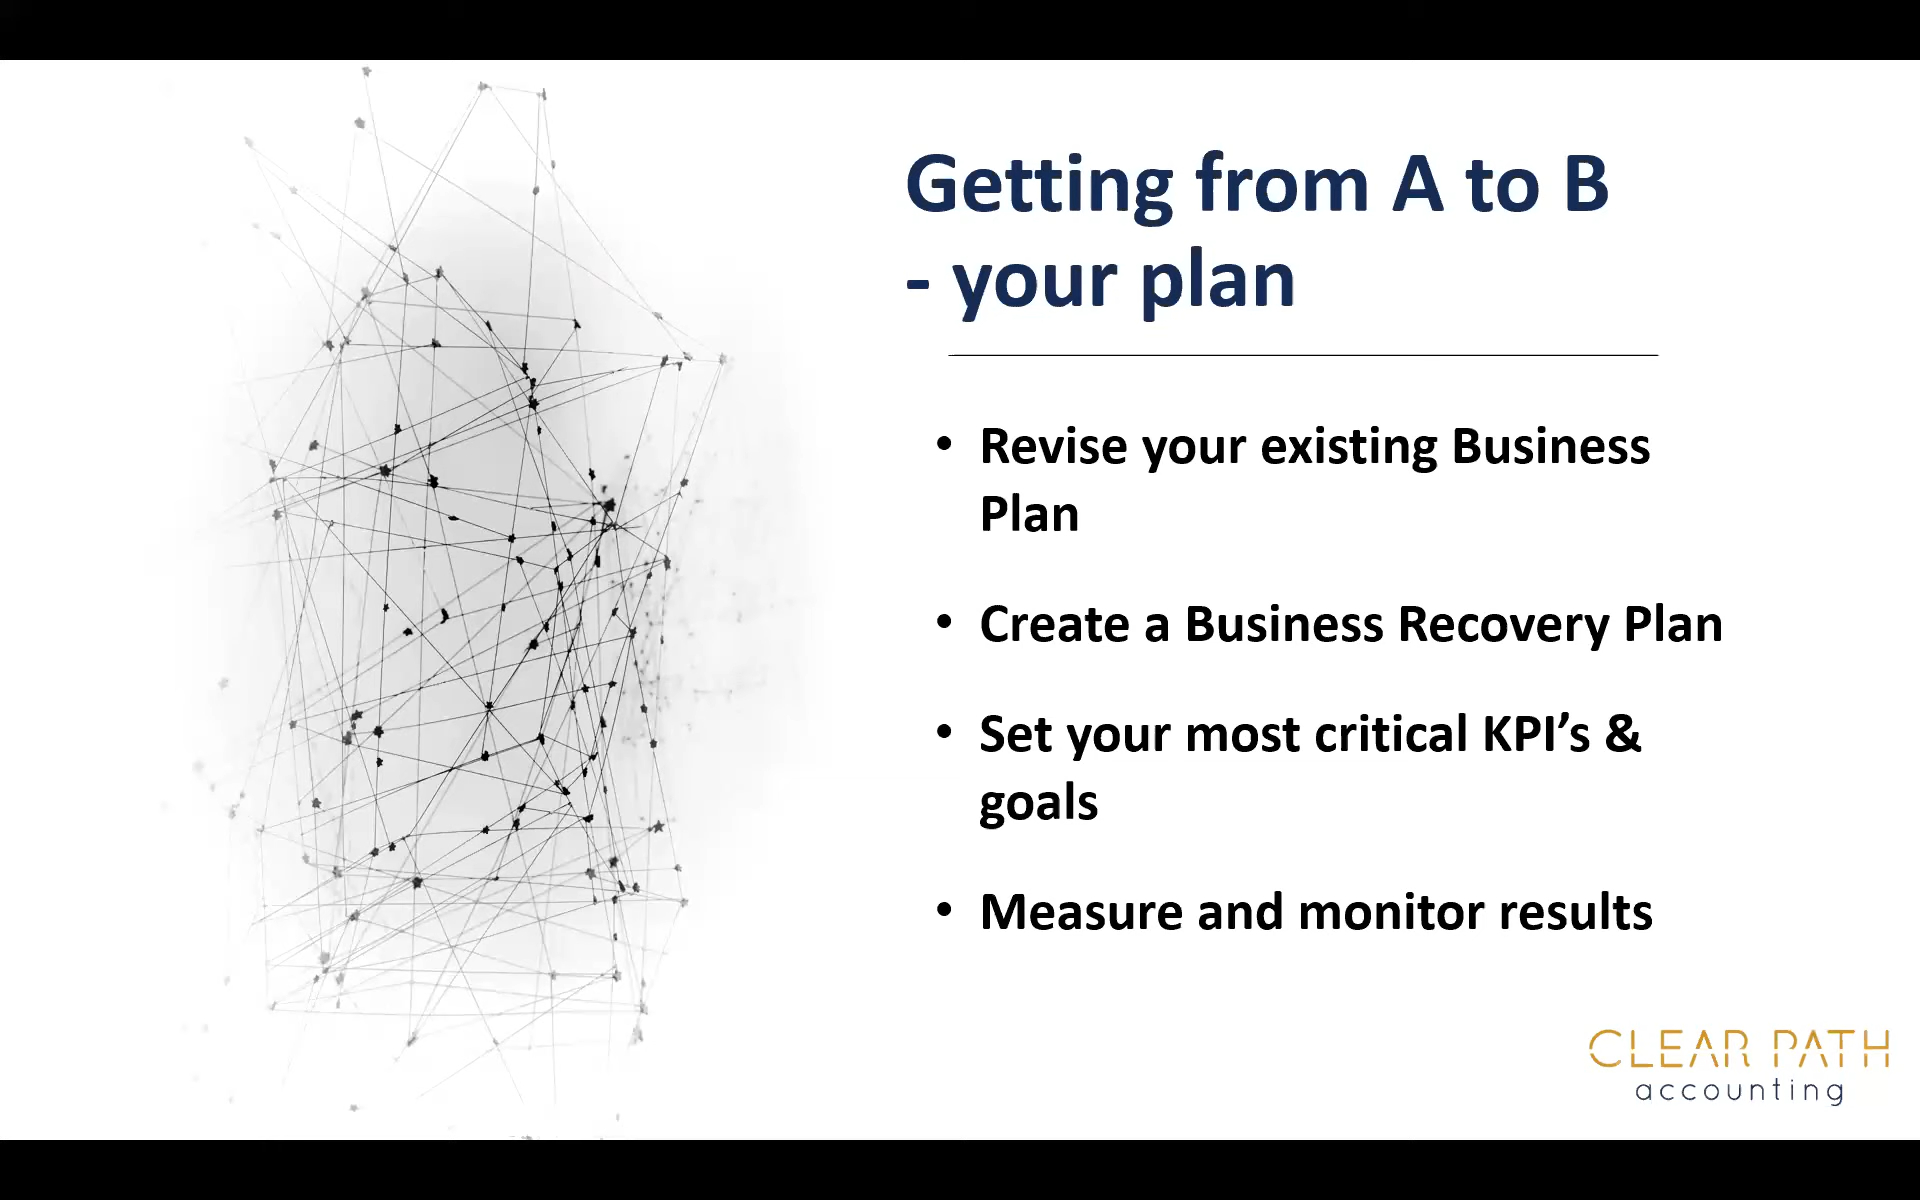 Getting from A to B
- your plan
• Revise your existing Business
Plan
• Create a Business Recovery Plan
• Set your most critical KPI’s &
goals
• Measure and monitor results
CLEAR PATH
accounting